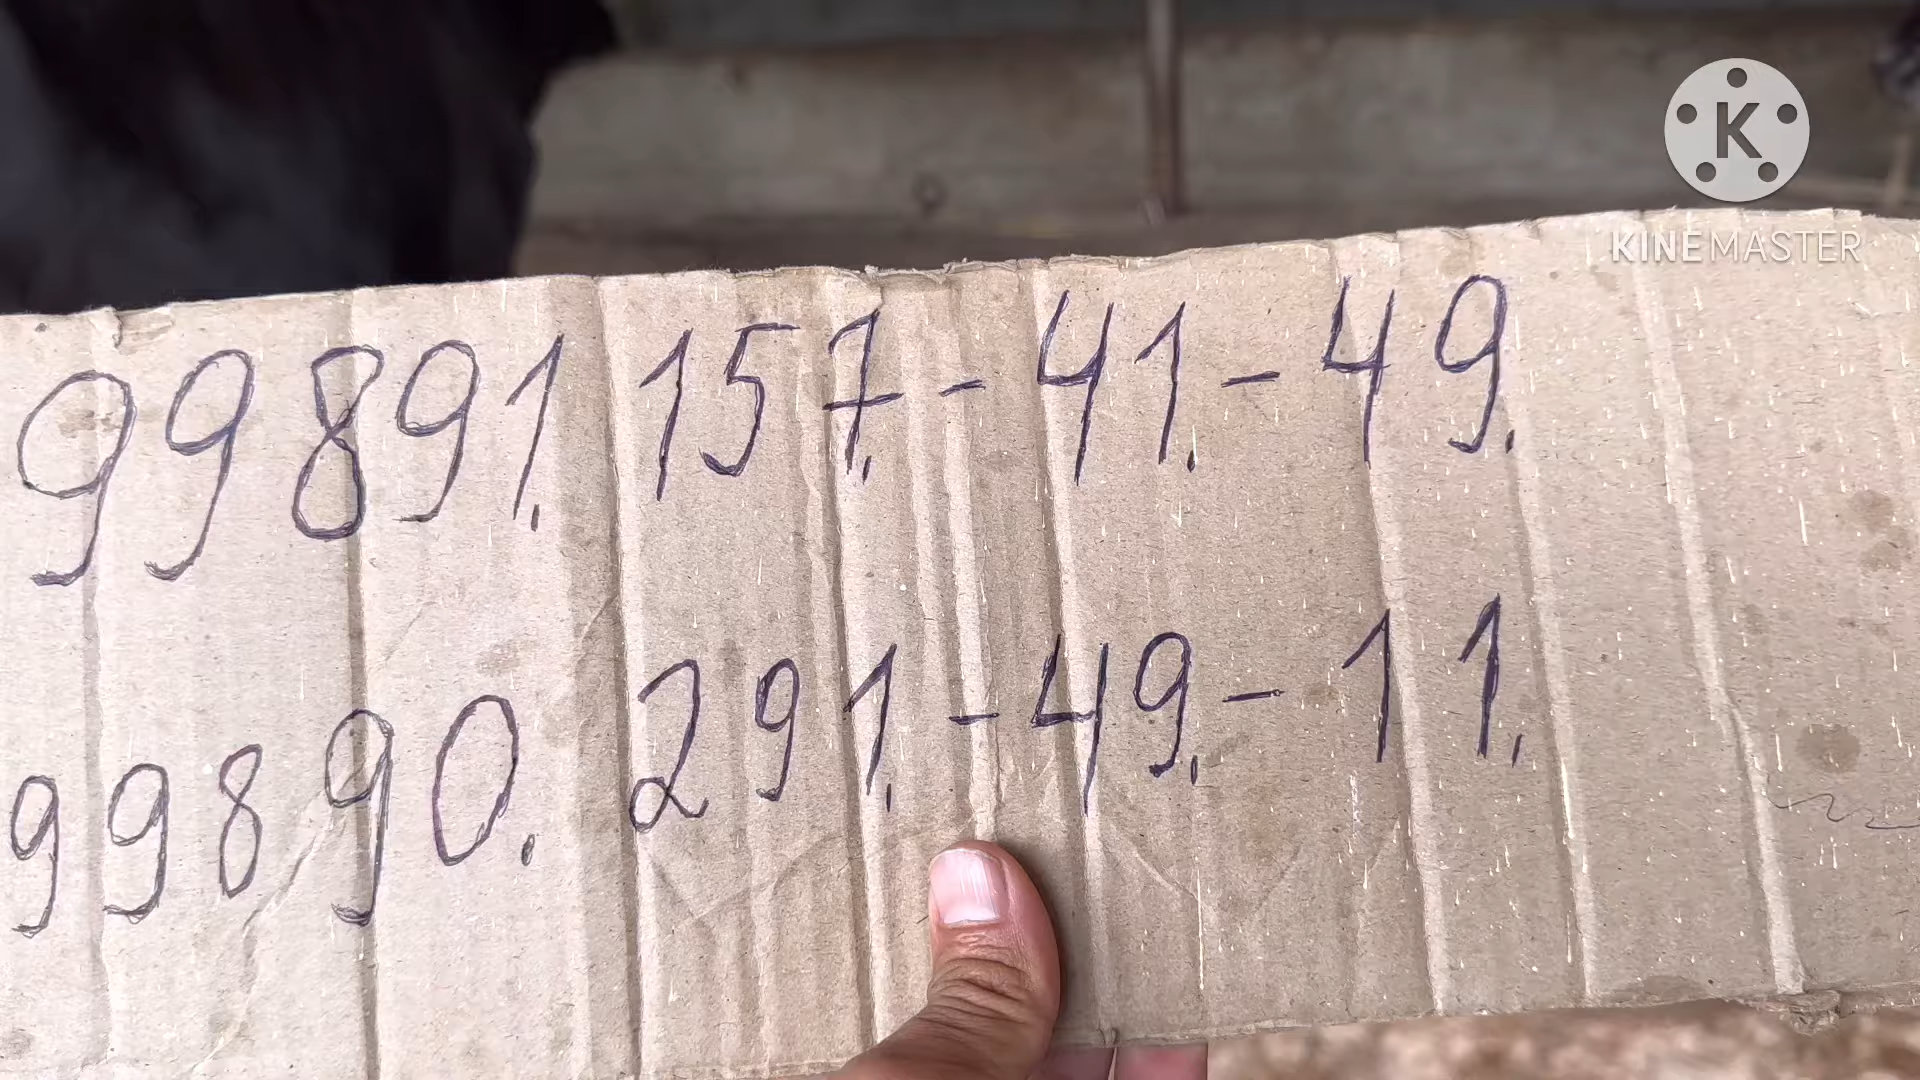 K
KINEMASTER
99891. 157. - 41. - 49.
99890. 291. - 49. - 11.